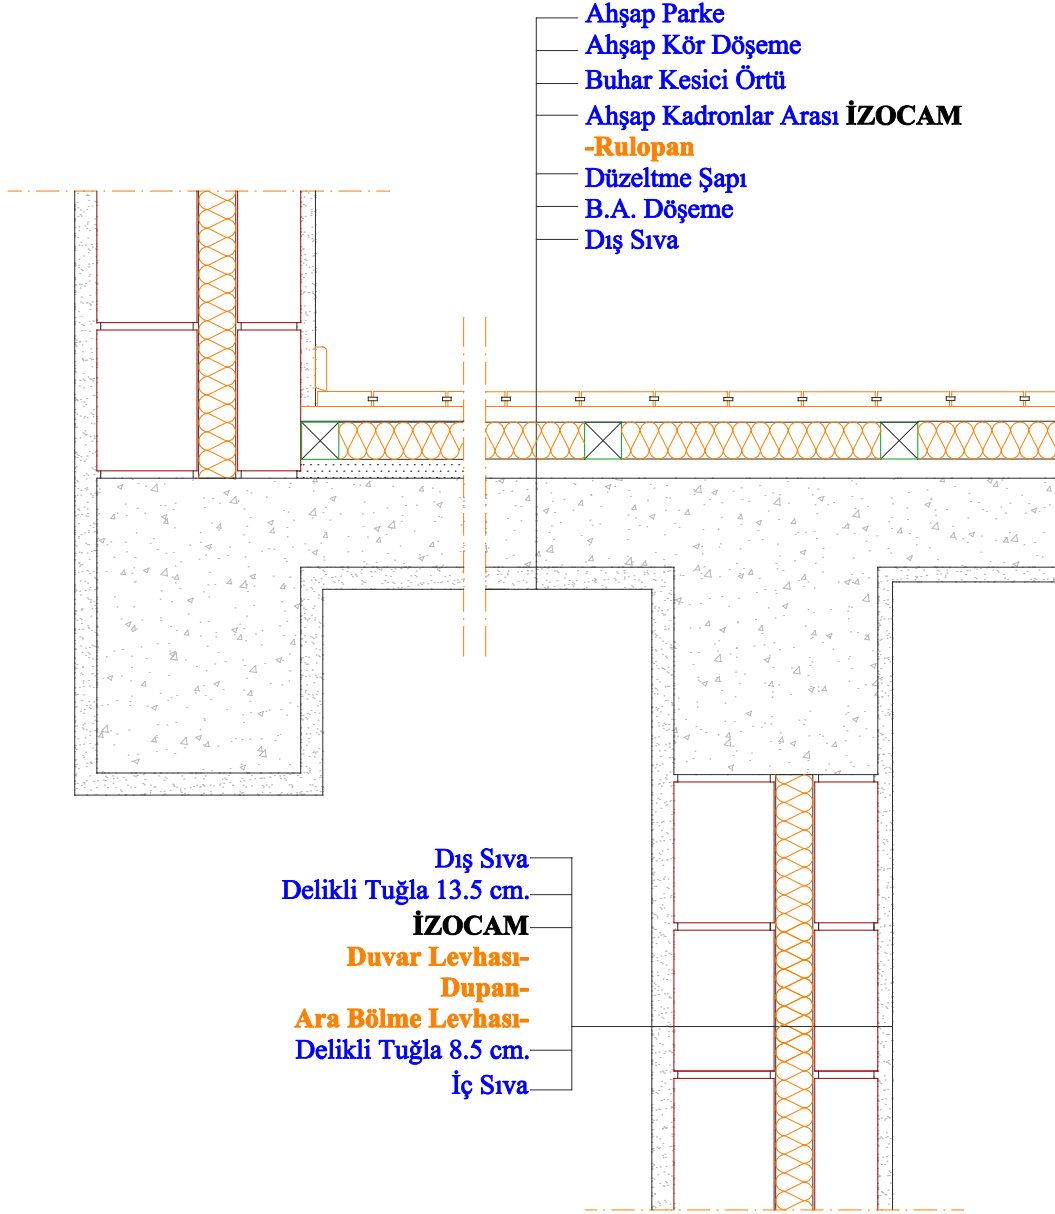 Ahşap Parke
Ahşap Kör Döşeme
Buhar Kesici Örtü
Ahşap Kadronlar Arası İZOCAM
-Rulopan
Düzeltme Şapı
B.A. Döşeme
Dış Sıva
Dış Sıva
Delikli Tuğla 13.5 cm.
İZOCAM
Duvar Levhası-
Dupan-
Ara Bölme Levhası-
Delikli Tuğla 8.5 cm.
İç Sıva